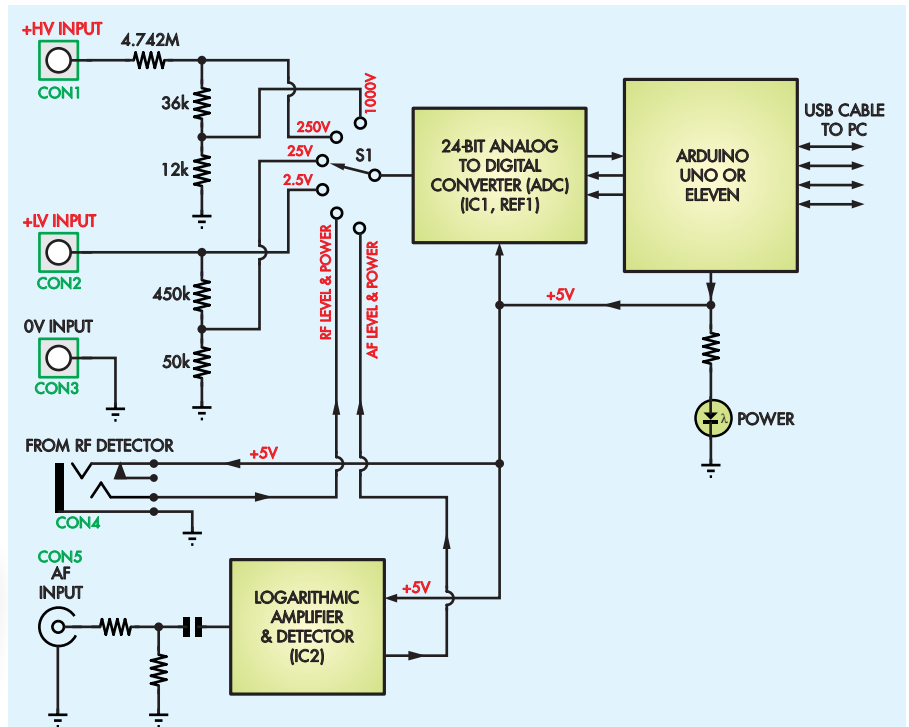 +HV INPUT
CON1
4.742M
36k
12k
1000V
250V
25V
2.5V
S1
24-BIT ANALOG
TO DIGITAL
CONVERTER (ADC)
(IC1, REF1)
ARDUINO
UNO OR
ELEVEN
USB CABLE
TO PC
+LV INPUT
CON2
450k
50k
0V INPUT
CON3
RF LEVEL & POWER
AF LEVEL & POWER
+5V
λ
POWER
FROM RF DETECTOR
+5V
CON4
CON5
AF
INPUT
LOGARITHMIC
AMPLIFIER
& DETECTOR
(IC2)
+5V